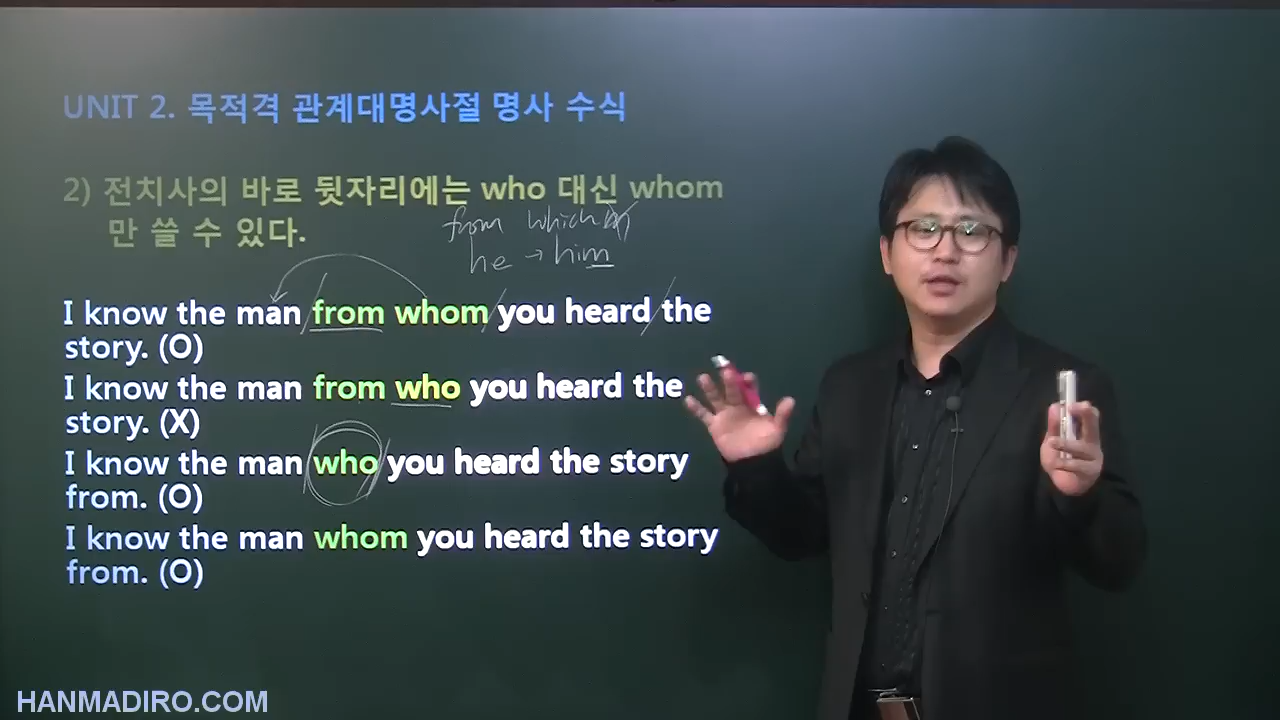 UNIT 2. 목적격 관계대명사절 명사 수식
2) 전치사의 바로 뒷자리에는 who 대신 whom
만 쓸 수 있다.
from which
he → him
I know the man from whom you heard the
story. (O)
I know the man from who you heard the
story. (X)
I know the man who you heard the story
from. (O)
I know the man whom you heard the story
from. (O)
HANMADIRO.COM